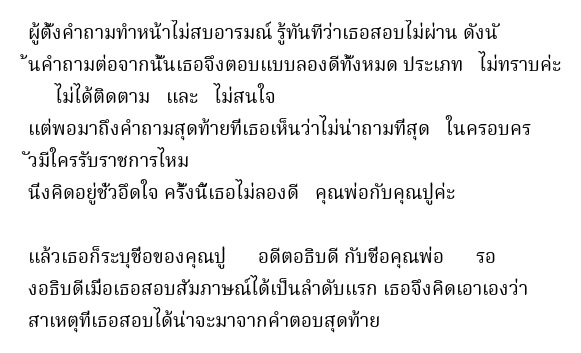 ผู้ตั้งคำถามทำหน้าไม่สบอารมณ์ รู้ทันทีว่าเธอสอบไม่ผ่าน ดังนั
้นคำถามต่อจากนั้นเธอจึงตอบแบบลองดีทั้งหมด ประเภท ไม่ทราบค่ะ
ไม่ได้ติดตาม และ ไม่สนใจ
แต่พอมาถึงคำถามสุดท้ายที่เธอเห็นว่าไม่น่าถามที่สุด ในครอบคร
ัวมีใครรับราชการไหม
นิ่งคิดอยู่ชั่วอึดใจ ครั้งนี้เธอไม่ลองดี คุณพ่อกับคุณปู่ค่ะ
แล้วเธอก็ระบุชื่อของคุณปู่ อดีตอธิบดี กับชื่อคุณพ่อ รอ
งอธิบดีเมื่อเธอสอบสัมภาษณ์ได้เป็นลำดับแรก เธอจึงคิดเอาเองว่า
สาเหตุที่เธอสอบได้น่าจะมาจากคำตอบสุดท้าย